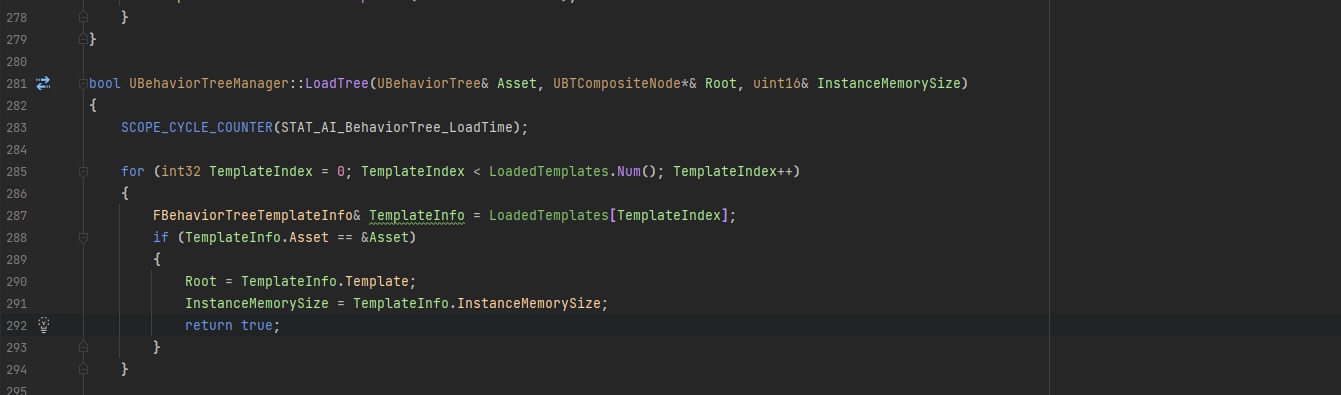 278 }
279 }
280
281 bool UBehaviorTreeManager::LoadTree(UBehaviorTree& Asset, UBTCompositeNode*& Root, uint16& InstanceMemorySize)
282 {
283 SCOPE_CYCLE_COUNTER(STAT_AI_BehaviorTree_LoadTime);
284
285 for (int32 TemplateIndex = 0; TemplateIndex < LoadedTemplates.Num(); TemplateIndex++)
286 {
287 FBehaviorTreeTemplateInfo& TemplateInfo = LoadedTemplates[TemplateIndex];
288 if (TemplateInfo.Asset == &Asset)
289 {
290 Root = TemplateInfo.Template;
291 InstanceMemorySize = TemplateInfo.InstanceMemorySize;
292 return true;
293 }
294 }
295